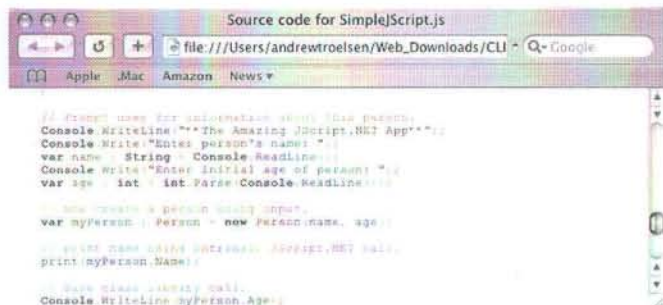 Source code for SimpleJScript.js
file:///Users/andrewtroelsen/Web_Downloads/CLI
Google
Apple .Mac Amazon News
}
// Prompt user for information about this person.
Console.WriteLine("**The Amazing JScript.NET App**");
Console.Write("Enter person's name: ");
var name : String = Console.ReadLine();
Console.Write("Enter initial age of person: ");
var age : int = int.Parse(Console.ReadLine());
// now create a person using input.
var myPerson : Person = new Person(name, age);
// print name using intrinsic JScript.NET call.
print(myPerson.Name);
// Base class library call.
Console.WriteLine(myPerson.Age);